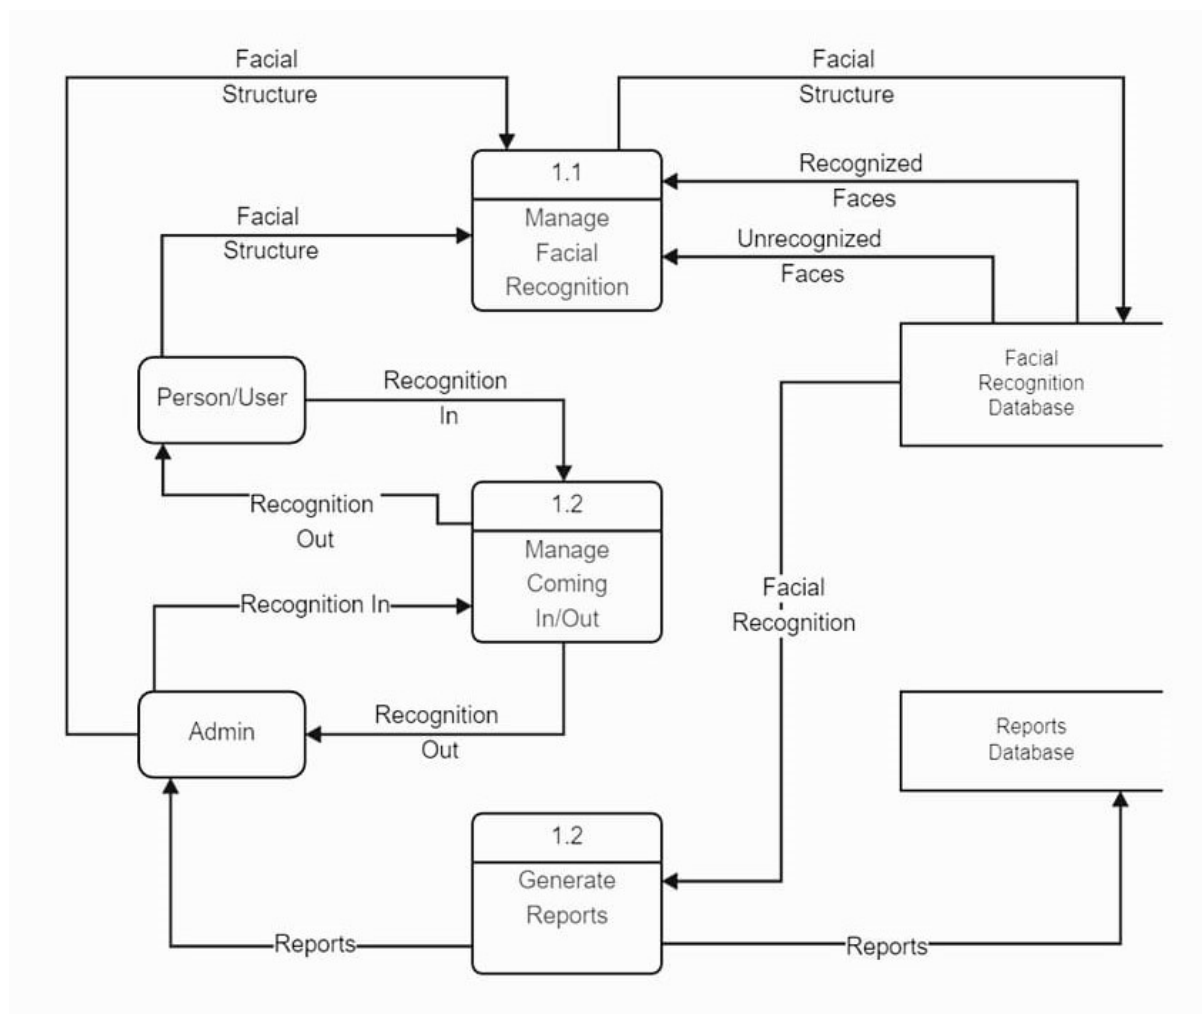 Facial
Structure
Facial
Structure
1.1
Manage
Facial
Recognition
Recognized
Faces
Facial
Structure
Unrecognized
Faces
Facial
Recognition
Database
Person/User
Recognition
In
Recognition
Out
1.2
Manage
Coming
In/Out
Recognition In
Facial
Recognition
Admin
Recognition
Out
Reports
Database
1.2
Generate
Reports
Reports
Reports